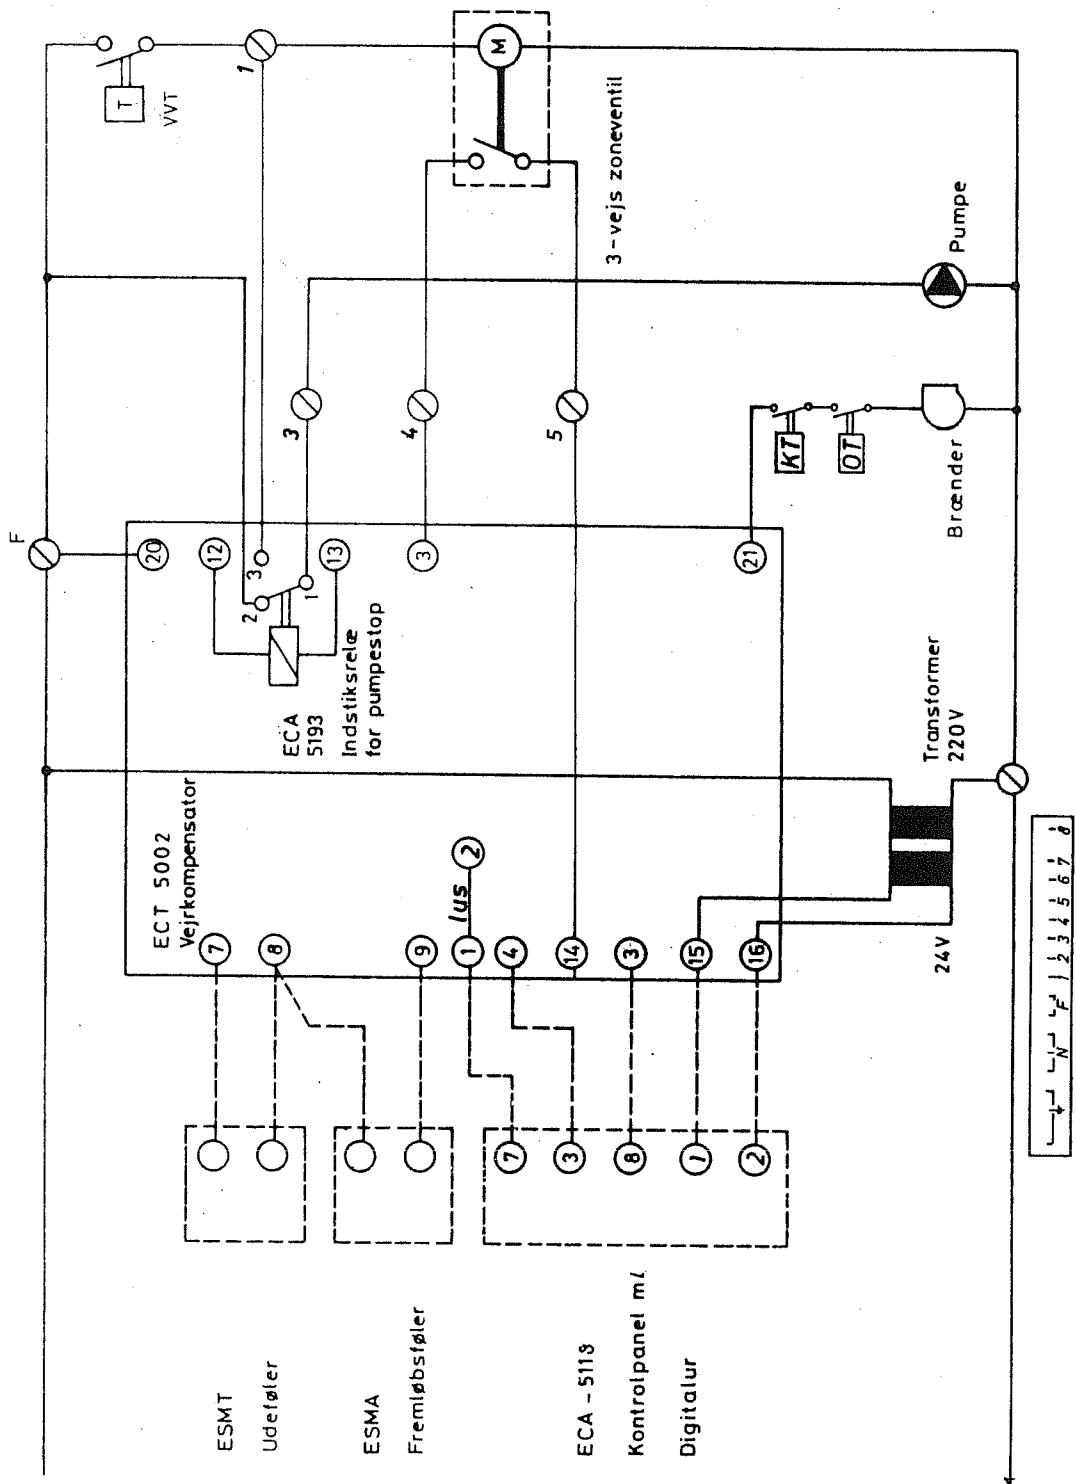 ESMT
Udeføler
ESMA
Fremløbsføler
ECA - 5118
Kontrolpanel m/
Digitalur
7
3
8
1
2
ECT 5002
Vejrkompensator
7
8
9
1
lus
2
4
14
3
15
16
24V
Transformer
220V
ECA
5193
Indstiksrelæ
for pumpestop
2
3
1
20
12
13
3
21
F
3
4
5
KT
OT
Brænder
Pumpe
3-vejs zoneventil
1
M
T
VVT
N F 1 2 3 4 5 6 7 8